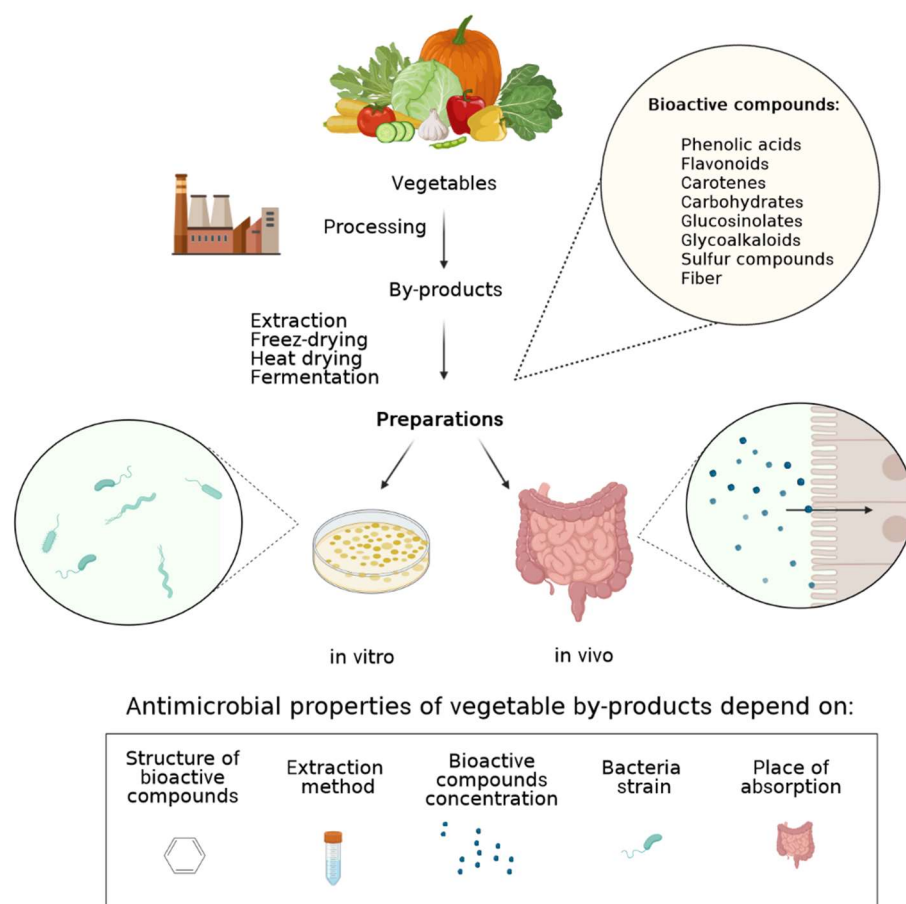 Vegetables
Processing
By-products
Extraction
Freez-drying
Heat drying
Fermentation
Preparations
Bioactive compounds:
Phenolic acids
Flavonoids
Carotenes
Carbohydrates
Glucosinolates
Glycoalkaloids
Sulfur compounds
Fiber
in vitro
in vivo
Antimicrobial properties of vegetable by-products depend on:
Structure of
bioactive
compounds
Extraction
method
Bioactive
compounds
concentration
Bacteria
strain
Place of
absorption